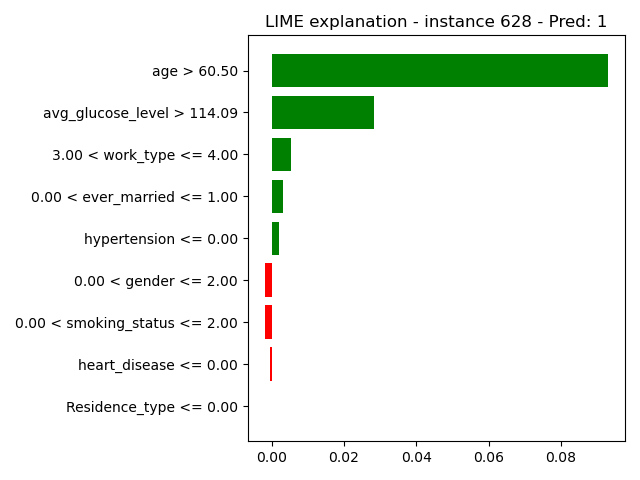 LIME explanation - instance 628 - Pred: 1
age > 60.50
avg_glucose_level > 114.09
3.00 < work_type <= 4.00
0.00 < ever_married <= 1.00
hypertension <= 0.00
0.00 < gender <= 2.00
0.00 < smoking_status <= 2.00
heart_disease <= 0.00
Residence_type <= 0.00
0.00 0.02 0.04 0.06 0.08